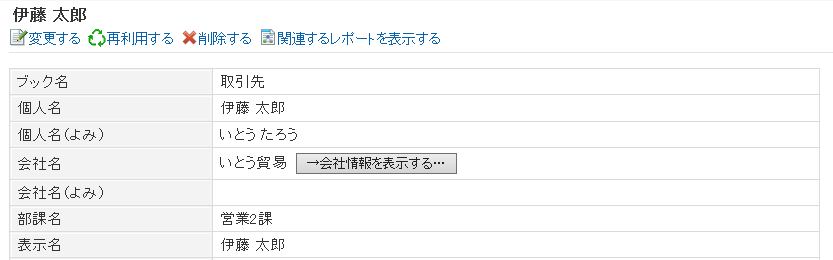 伊藤 太郎
変更する 再利用する 削除する 関連するレポートを表示する
ブック名 取引先
個人名 伊藤 太郎
個人名(よみ) いとう たろう
会社名 いとう貿易 →会社情報を表示する…
会社名(よみ)
部課名 営業2課
表示名 伊藤 太郎